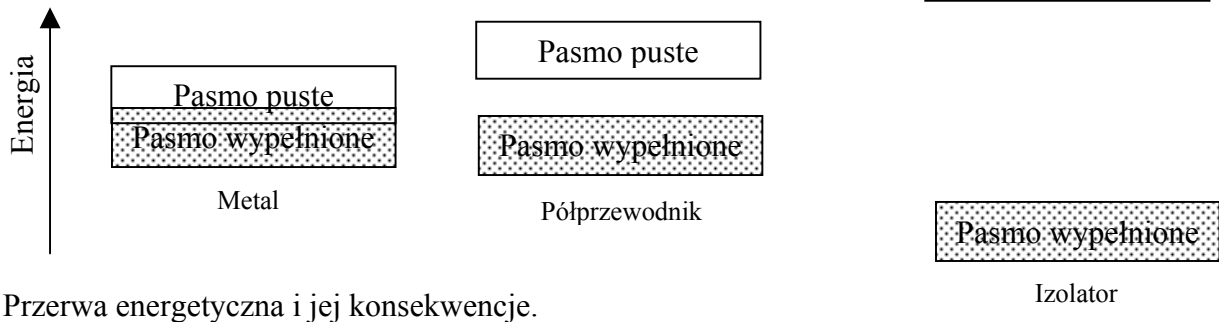 Energia
Pasmo puste
Pasmo wypełnione
Metal
Pasmo puste
Pasmo wypełnione
Półprzewodnik
Pasmo wypełnione
Izolator
Przerwa energetyczna i jej konsekwencje.